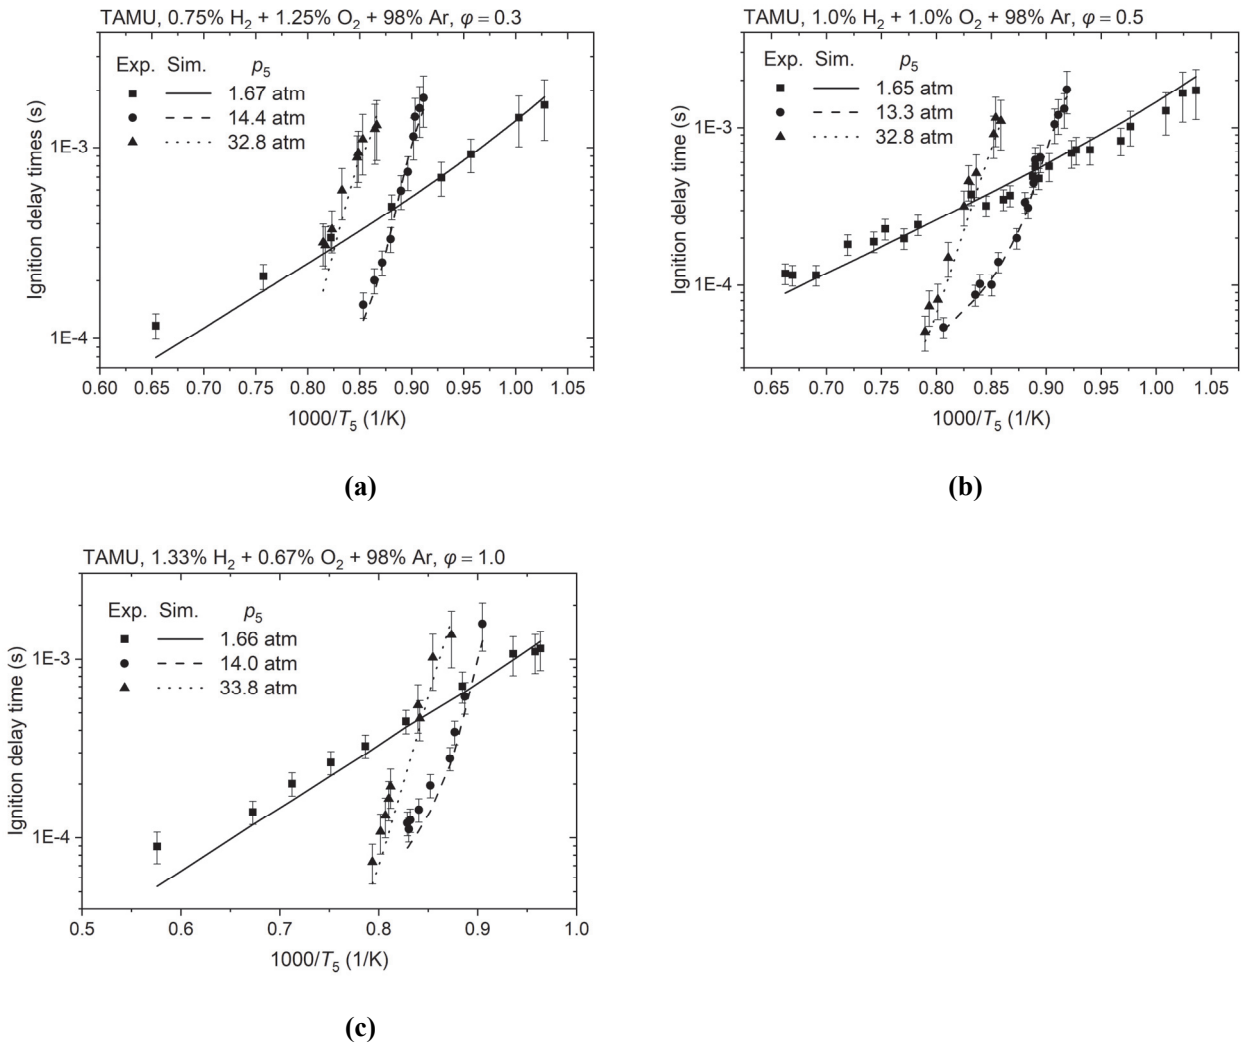 TAMU, 0.75% H₂ + 1.25% O₂ + 98% Ar, φ = 0.3
Exp. Sim. p₅
1.67 atm
14.4 atm
32.8 atm
Ignition delay times (s)
1E-3
1E-4
0.60 0.65 0.70 0.75 0.80 0.85 0.90 0.95 1.00 1.05
1000/T₅ (1/K)
(a)
TAMU, 1.0% H₂ + 1.0% O₂ + 98% Ar, φ = 0.5
Exp. Sim. p₅
1.65 atm
13.3 atm
32.8 atm
Ignition delay time (s)
1E-3
1E-4
0.65 0.70 0.75 0.80 0.85 0.90 0.95 1.00 1.05
1000/T₅ (1/K)
(b)
TAMU, 1.33% H₂ + 0.67% O₂ + 98% Ar, φ = 1.0
Exp. Sim. p₅
1.66 atm
14.0 atm
33.8 atm
Ignition delay time (s)
1E-3
1E-4
0.5 0.6 0.7 0.8 0.9 1.0
1000/T₅ (1/K)
(c)